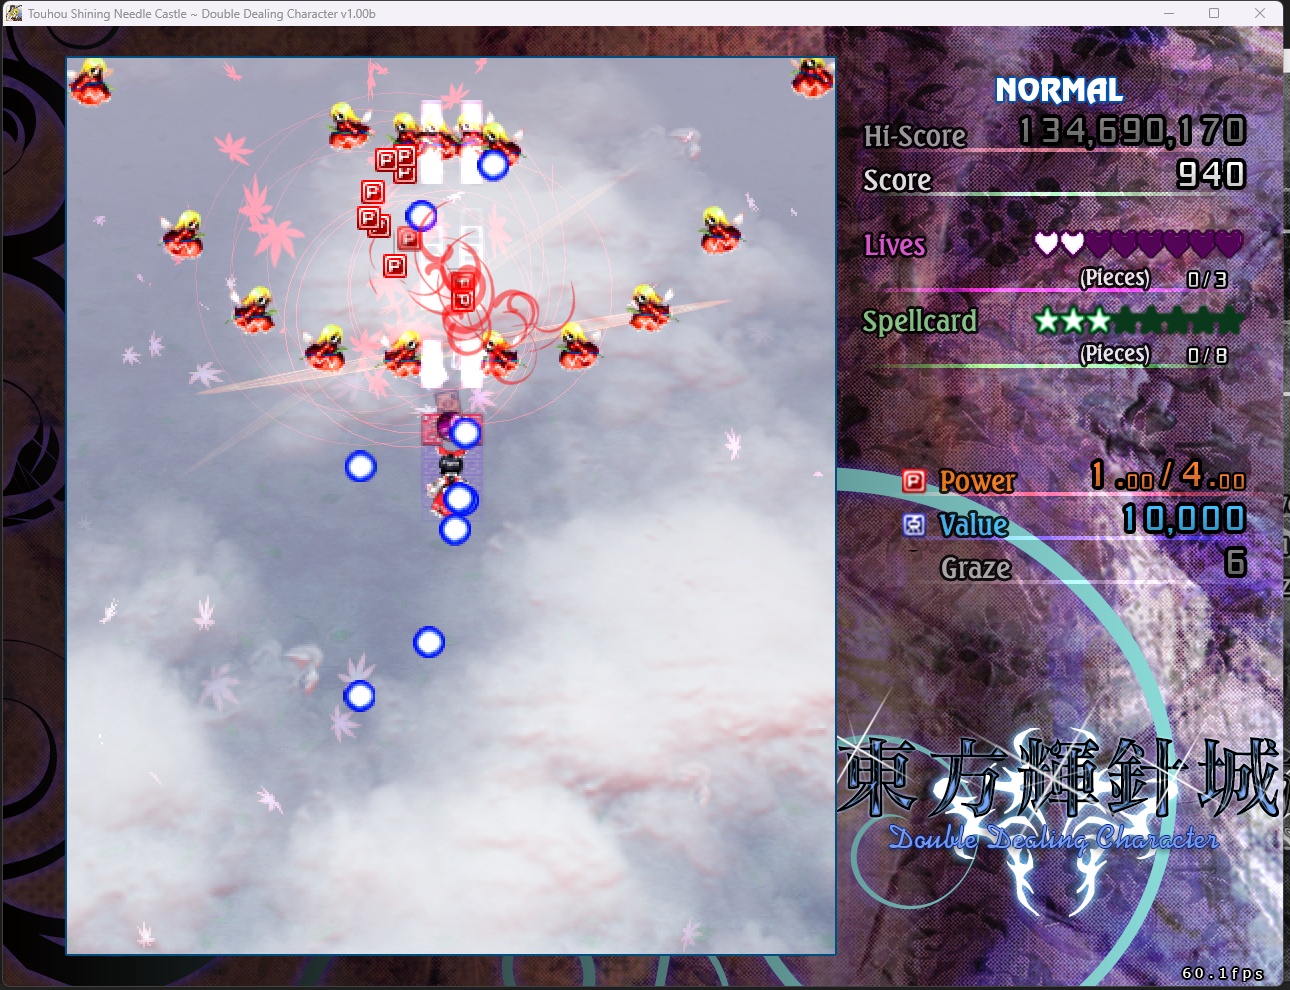 Touhou Shining Needle Castle ~ Double Dealing Character v1.00b
NORMAL
Hi-Score 134,690,170
Score 940
Lives
(Pieces) 0/3
Spellcard
(Pieces) 0/8
P Power 1.00/4.00
Value 10,000
Graze 6
東方輝針城
Double Dealing Character
60.1fps
P
P
P
P
P
P
P
P